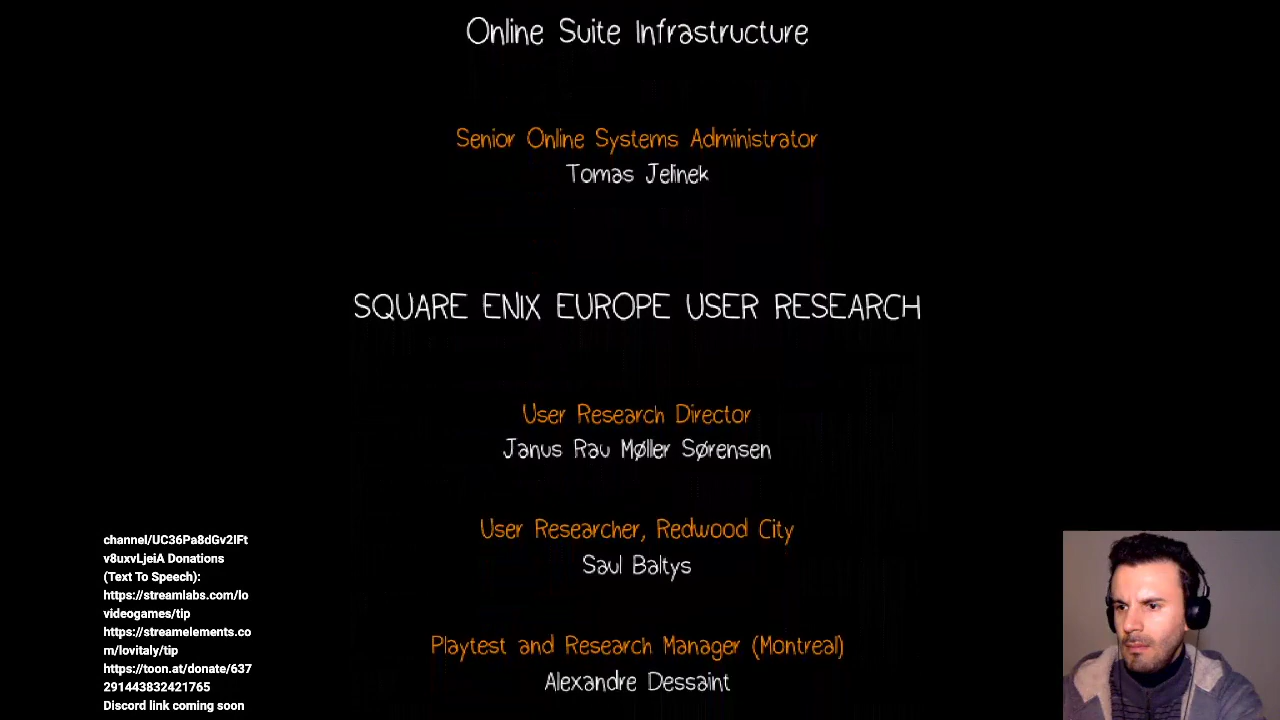 Online Suite Infrastructure
Senior Online Systems Administrator
Tomas Jelinek
SQUARE ENIX EUROPE USER RESEARCH
User Research Director
Janus Rau Møller Sørensen
User Researcher, Redwood City
Saul Baltys
Playtest and Research Manager (Montreal)
Alexandre Dessaint
channel/UC36Pa8dGv2lFt
v8uxvLjeiA Donations
(Text To Speech):
https://streamlabs.com/lo
videogames/tip
https://streamelements.co
m/lovitaly/tip
https://toon.at/donate/637
291443832421765
Discord link coming soon